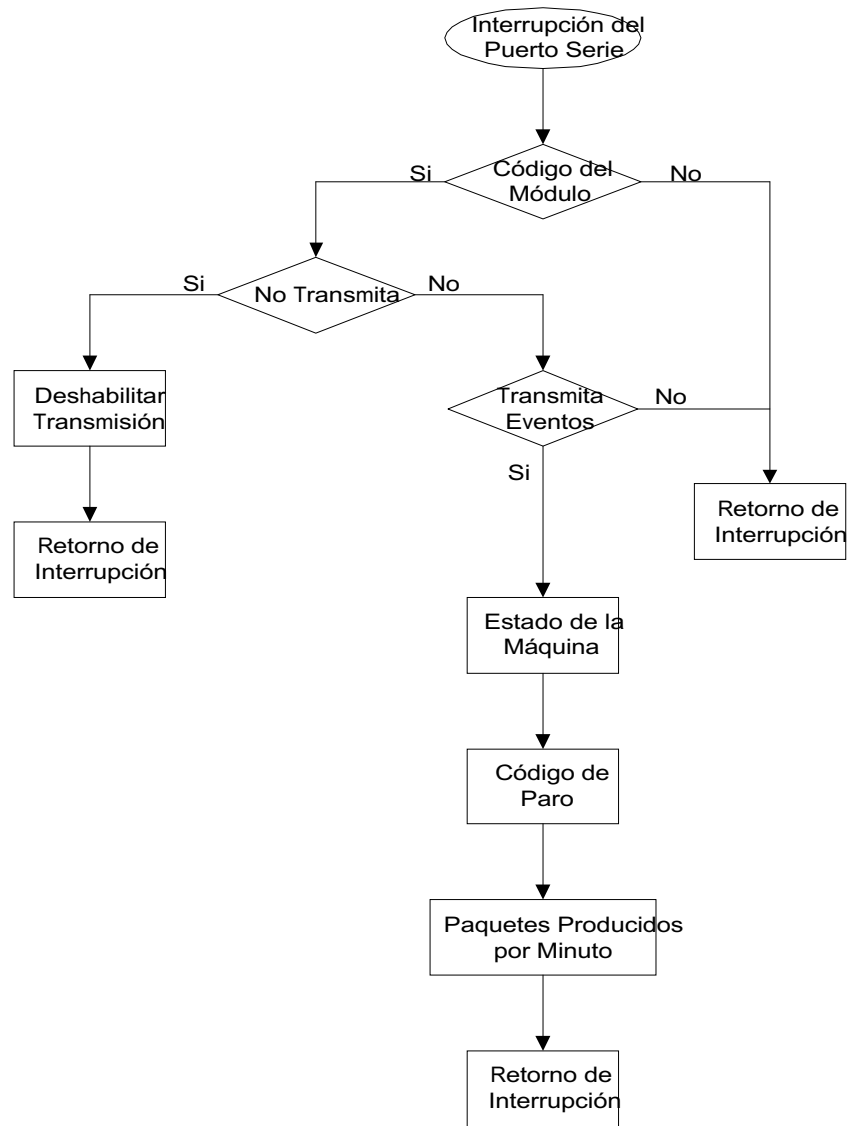 Interrupción del
Puerto Serie
Si
Código del
Módulo
No
Si
No Transmita
No
Deshabilitar
Transmisión
Transmita
Eventos
No
Si
Retorno de
Interrupción
Retorno de
Interrupción
Estado de la
Máquina
Código de
Paro
Paquetes Producidos
por Minuto
Retorno de
Interrupción